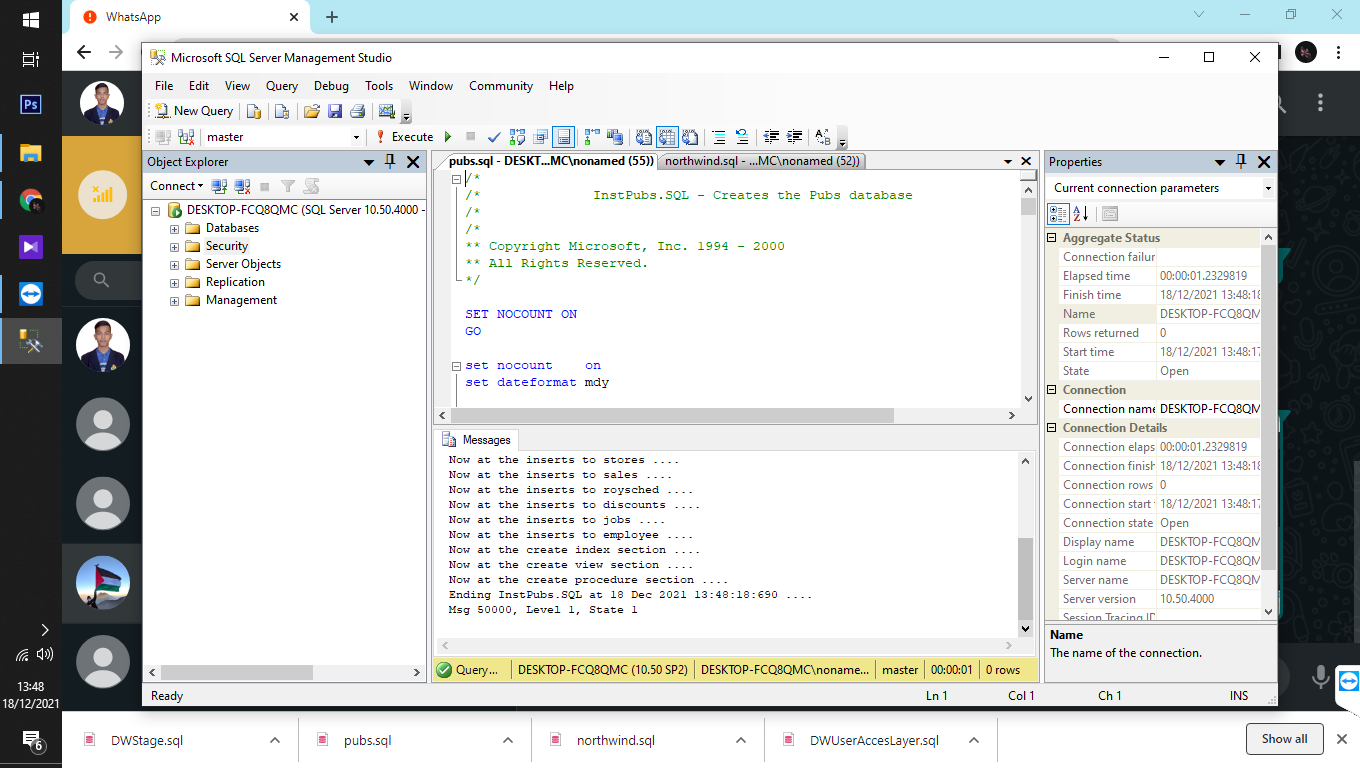 WhatsApp
Microsoft SQL Server Management Studio
File Edit View Query Debug Tools Window Community Help
New Query
master Execute
Object Explorer
Connect
DESKTOP-FCQ8QMC (SQL Server 10.50.4000 -
Databases
Security
Server Objects
Replication
Management
pubs.sql - DESKT...MC\nonamed (55)) northwind.sql - ...MC\nonamed (52))
/*
/* InstPubs.SQL - Creates the Pubs database
/*
/*
** Copyright Microsoft, Inc. 1994 - 2000
** All Rights Reserved.
*/
SET NOCOUNT ON
GO
set nocount on
set dateformat mdy
Messages
Now at the inserts to stores ....
Now at the inserts to sales ....
Now at the inserts to roysched ....
Now at the inserts to discounts ....
Now at the inserts to jobs ....
Now at the inserts to employee ....
Now at the create index section ....
Now at the create view section ....
Now at the create procedure section ....
Ending InstPubs.SQL at 18 Dec 2021 13:48:18:690 ....
Msg 50000, Level 1, State 1
Query... DESKTOP-FCQ8QMC (10.50 SP2) DESKTOP-FCQ8QMC\noname... master 00:00:01 0 rows
Properties
Current connection parameters
Aggregate Status
Connection failur
Elapsed time 00:00:01.2329819
Finish time 18/12/2021 13:48:18
Name DESKTOP-FCQ8QM
Rows returned 0
Start time 18/12/2021 13:48:17
State Open
Connection
Connection name DESKTOP-FCQ8QM
Connection Details
Connection elaps 00:00:01.2329819
Connection finish 18/12/2021 13:48:18
Connection rows 0
Connection start 18/12/2021 13:48:17
Connection state Open
Display name DESKTOP-FCQ8QM
Login name DESKTOP-FCQ8QM
Server name DESKTOP-FCQ8QM
Server version 10.50.4000
Session Tracing ID
Name
The name of the connection.
Ready Ln 1 Col 1 Ch 1 INS
Ps
13:48
18/12/2021
6
DWStage.sql pubs.sql northwind.sql DWUserAccesLayer.sql Show all